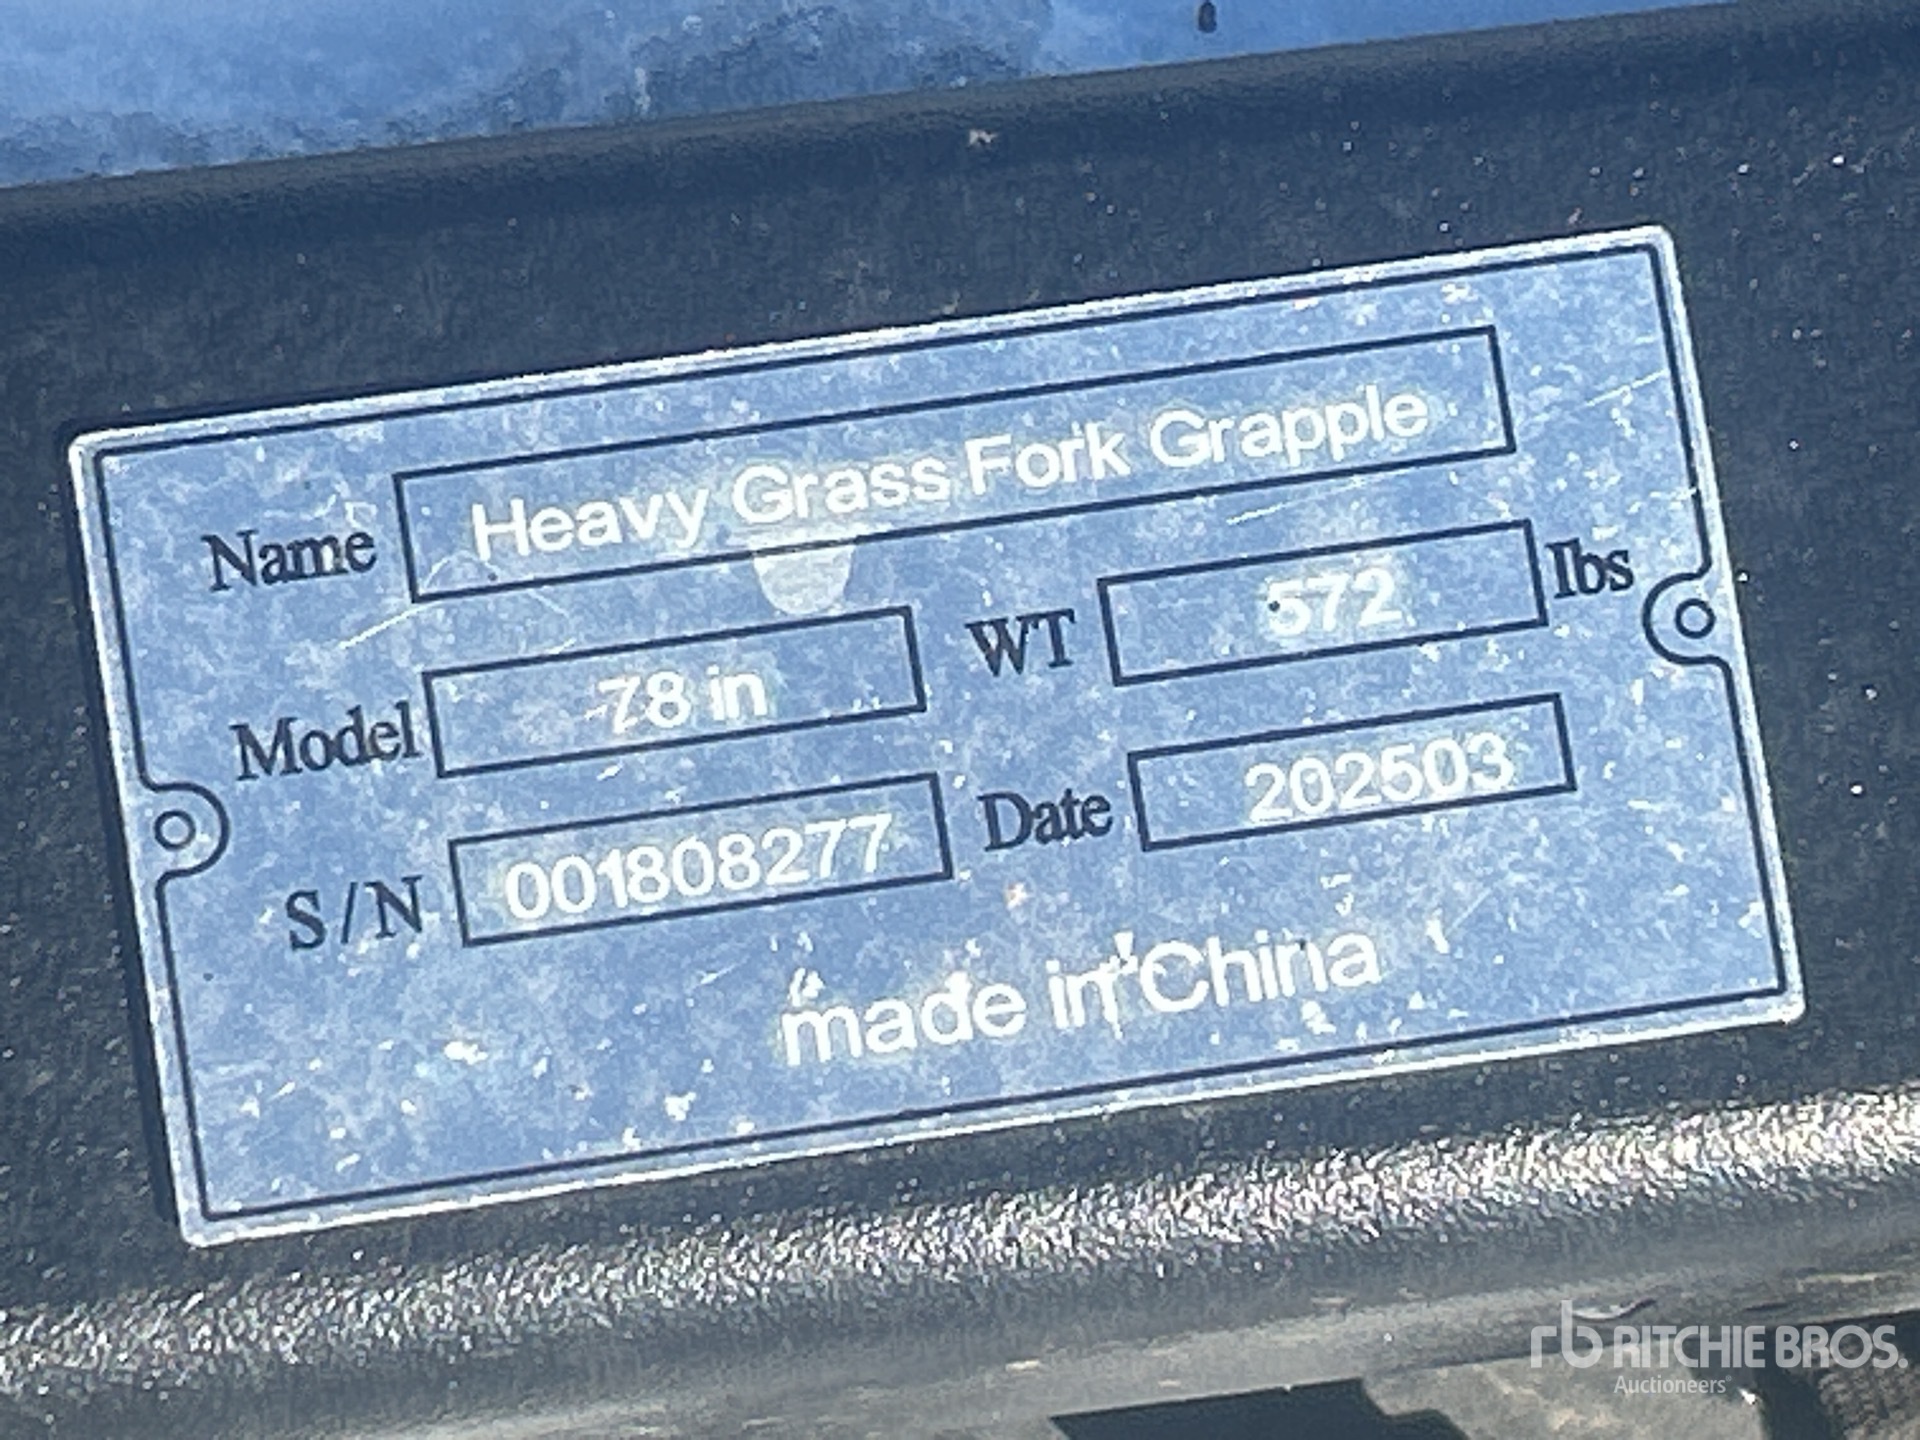 Name Heavy Grass Fork Grapple
Model 78 in WT 572 lbs
S/N 001808277 Date 202503
made in China
rb RITCHIE BROS.
Auctioneers